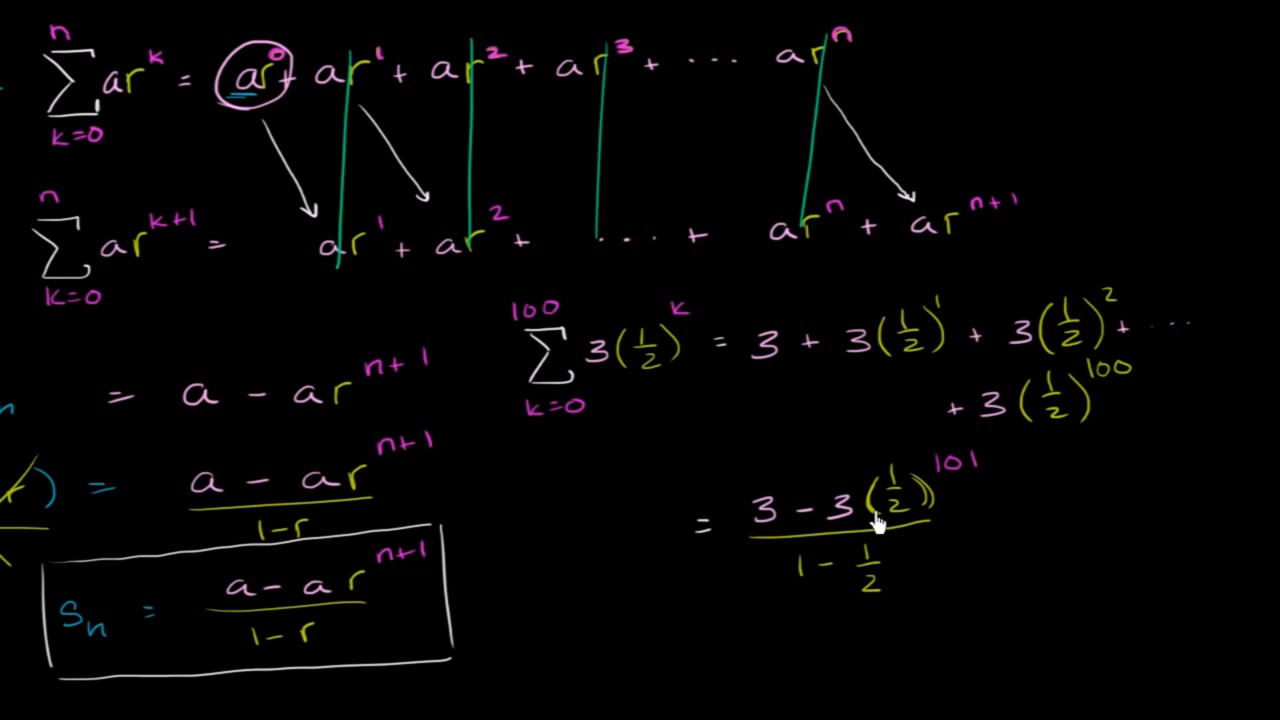 n
∑ ar^k = ar^0 + ar^1 + ar^2 + ar^3 + ... ar^n
k=0
n
∑ ar^(k+1) = ar^1 + ar^2 + ... + ar^n + ar^(n+1)
k=0
100
∑ 3(1/2)^k = 3 + 3(1/2)^1 + 3(1/2)^2 + ...
k=0
+ 3(1/2)^100
n = a - ar^(n+1)
r) = (a - ar^(n+1))/(1-r)
= (3 - 3(1/2))^101/(1 - 1/2)
Sn = (a - ar^(n+1))/(1-r)